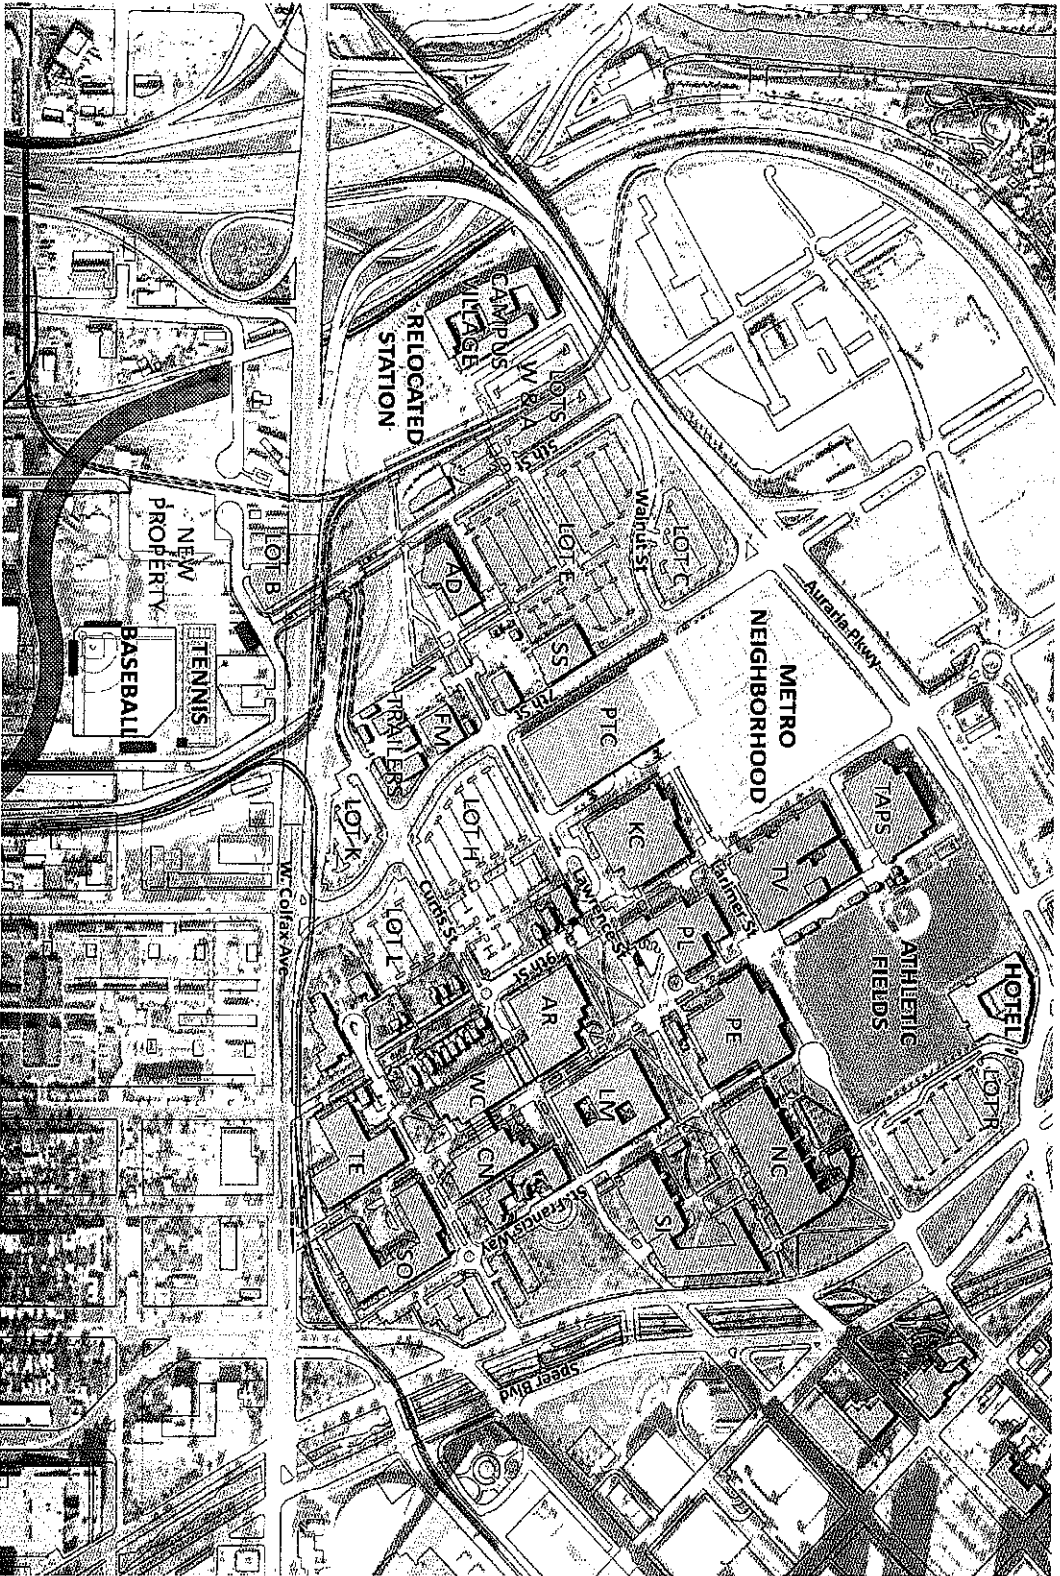 HOTEL
LOT R
ATHLETIC
FIELDS
TAPS
Auraria Pkwy
METRO
NEIGHBORHOOD
TV
Larimer St
PE
NC
LOT C
Walnut St
PTC
KC
PL
SI
LOTS
W & A
5th St
LOT E
SS
7th St
Lawrence St
9th St
AR
LM
St. Francis Way
CAMPUS
VILLAGE
RELOCATED
STATION
AD
FM
TRAILERS
LOT H
Curtis St
WC
CN
LOT K
LOT L
TE
SO
Speer Blvd
LOT B
W. Colfax Ave
NEW
PROPERTY
TENNIS
BASEBALL